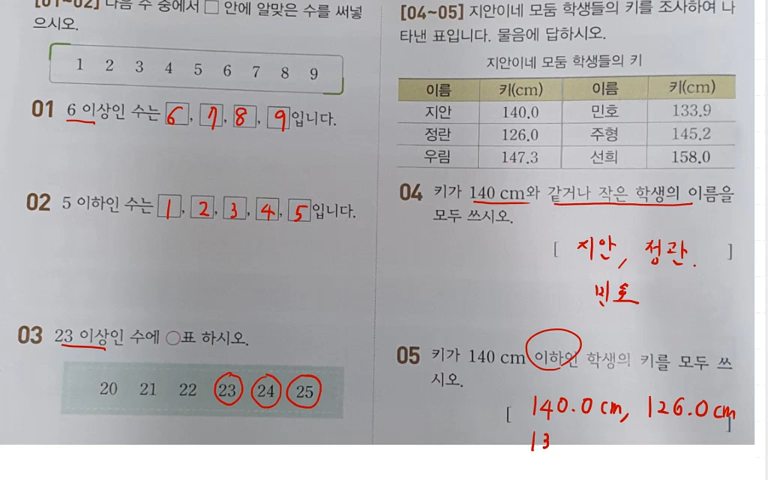 [01~02] 다음 수 중에서 □ 안에 알맞은 수를 써넣
으시오.
1 2 3 4 5 6 7 8 9
01 6 이상인 수는 6, 7, 8, 9입니다.
02 5 이하인 수는 1, 2, 3, 4, 5입니다.
03 23 이상인 수에 ○표 하시오.
20 21 22 23 24 25
[04~05] 지안이네 모둠 학생들의 키를 조사하여 나
타낸 표입니다. 물음에 답하시오.
지안이네 모둠 학생들의 키
이름 키(cm) 이름 키(cm)
지안 140.0 민호 133.9
정란 126.0 주형 145.2
우림 147.3 선희 158.0
04 키가 140 cm와 같거나 작은 학생의 이름을
모두 쓰시오.
[ 지안, 정란. ]
민호
05 키가 140 cm 이하인 학생의 키를 모두 쓰
시오.
[ 140.0 cm, 126.0 cm ]
13